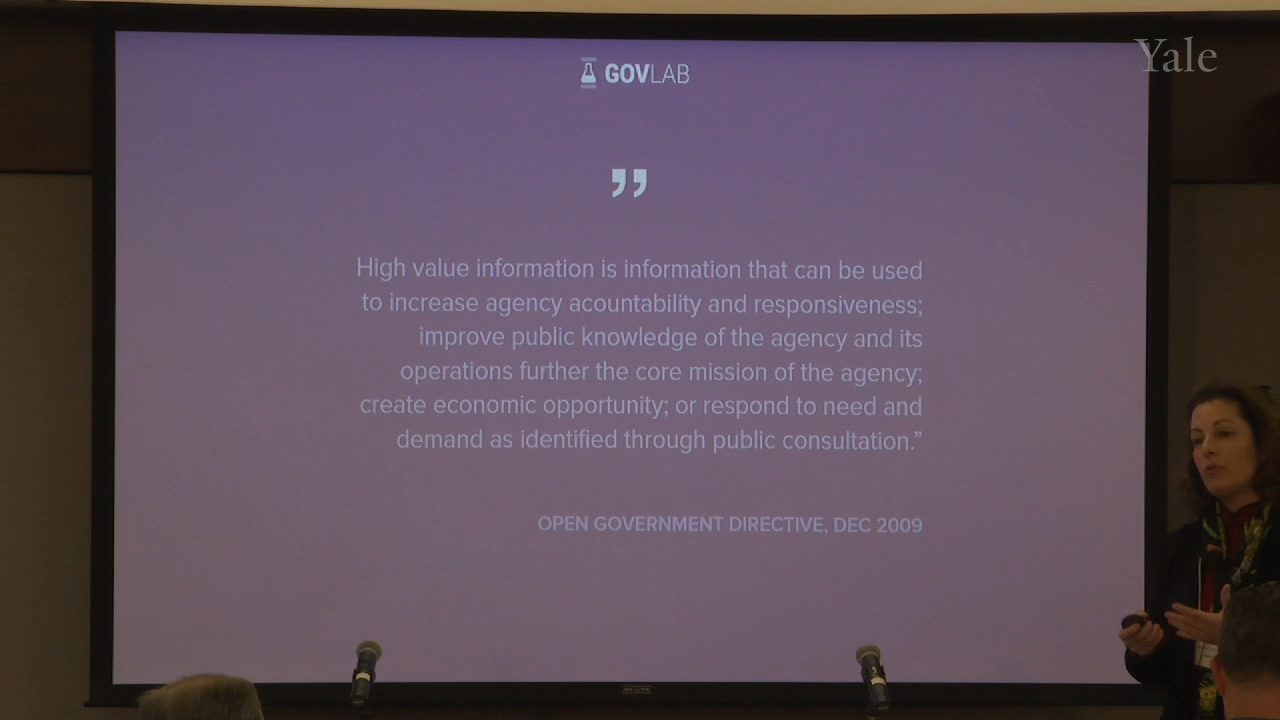 Yale
GOVLAB
”
High value information is information that can be used
to increase agency acountability and responsiveness;
improve public knowledge of the agency and its
operations further the core mission of the agency;
create economic opportunity; or respond to need and
demand as identified through public consultation.”
OPEN GOVERNMENT DIRECTIVE, DEC 2009
DA-LITE